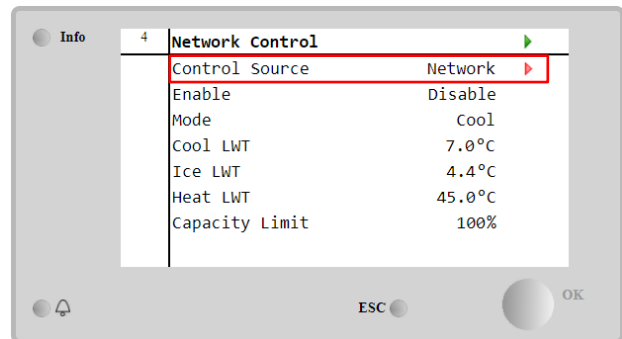 Info
4 Network Control
Control Source Network
Enable Disable
Mode Cool
Cool LWT 7.0°C
Ice LWT 4.4°C
Heat LWT 45.0°C
Capacity Limit 100%
ESC
OK